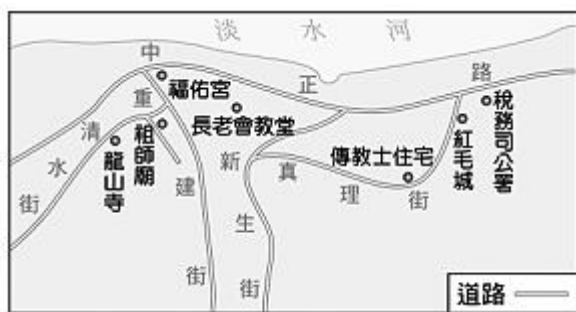 淡水河
中正路
福佑宮
長老會教堂
稅務司公署
紅毛城
傳教士住宅
真理街
新生街
重建街
祖師廟
龍山寺
清水街
道路